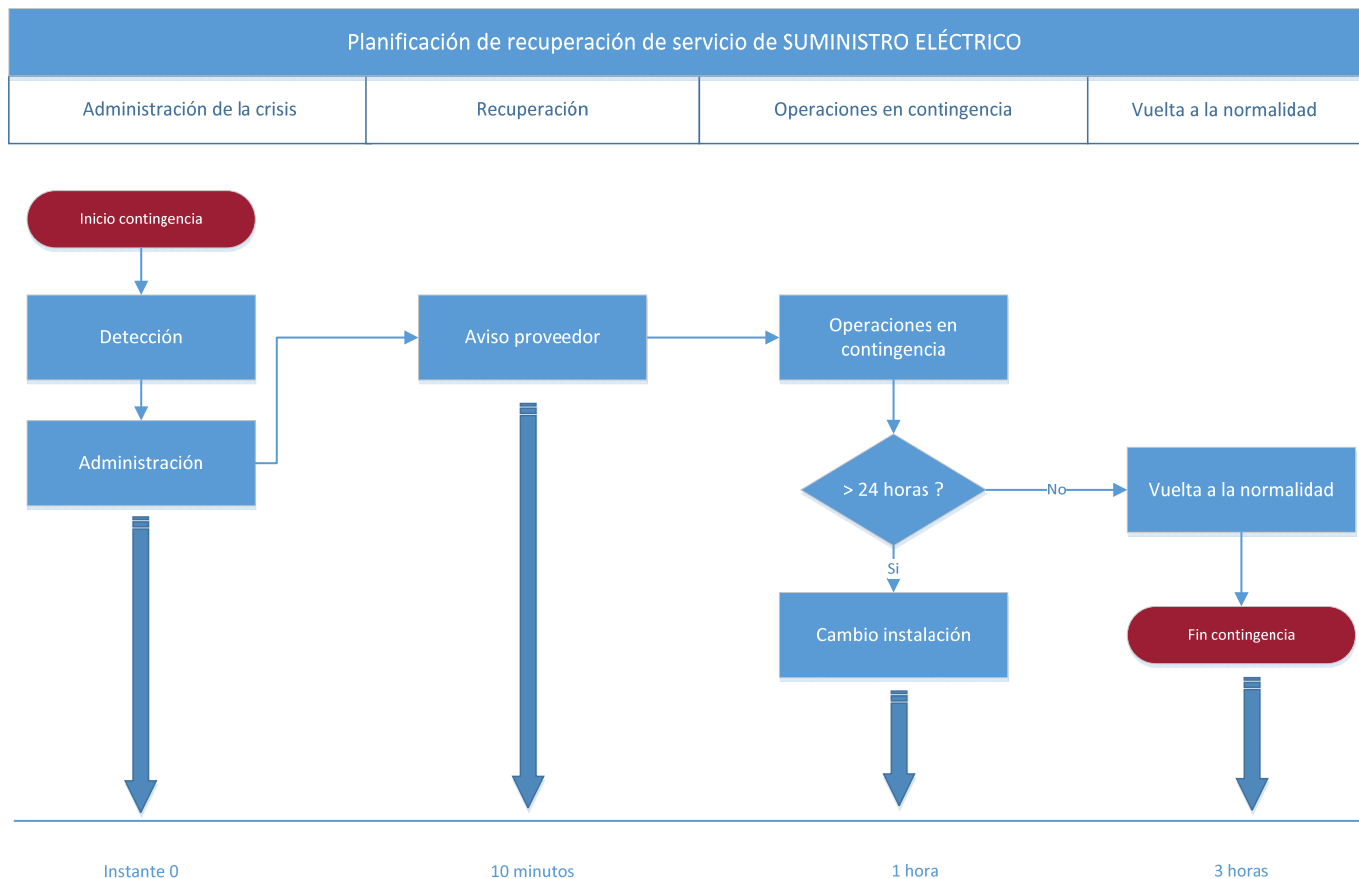 Planificación de recuperación de servicio de SUMINISTRO ELÉCTRICO
Administración de la crisis
Recuperación
Operaciones en contingencia
Vuelta a la normalidad
Inicio contingencia
Detección
Aviso proveedor
Operaciones en
contingencia
Administración
> 24 horas ?
No
Vuelta a la normalidad
Si
Cambio instalación
Fin contingencia
Instante 0
10 minutos
1 hora
3 horas